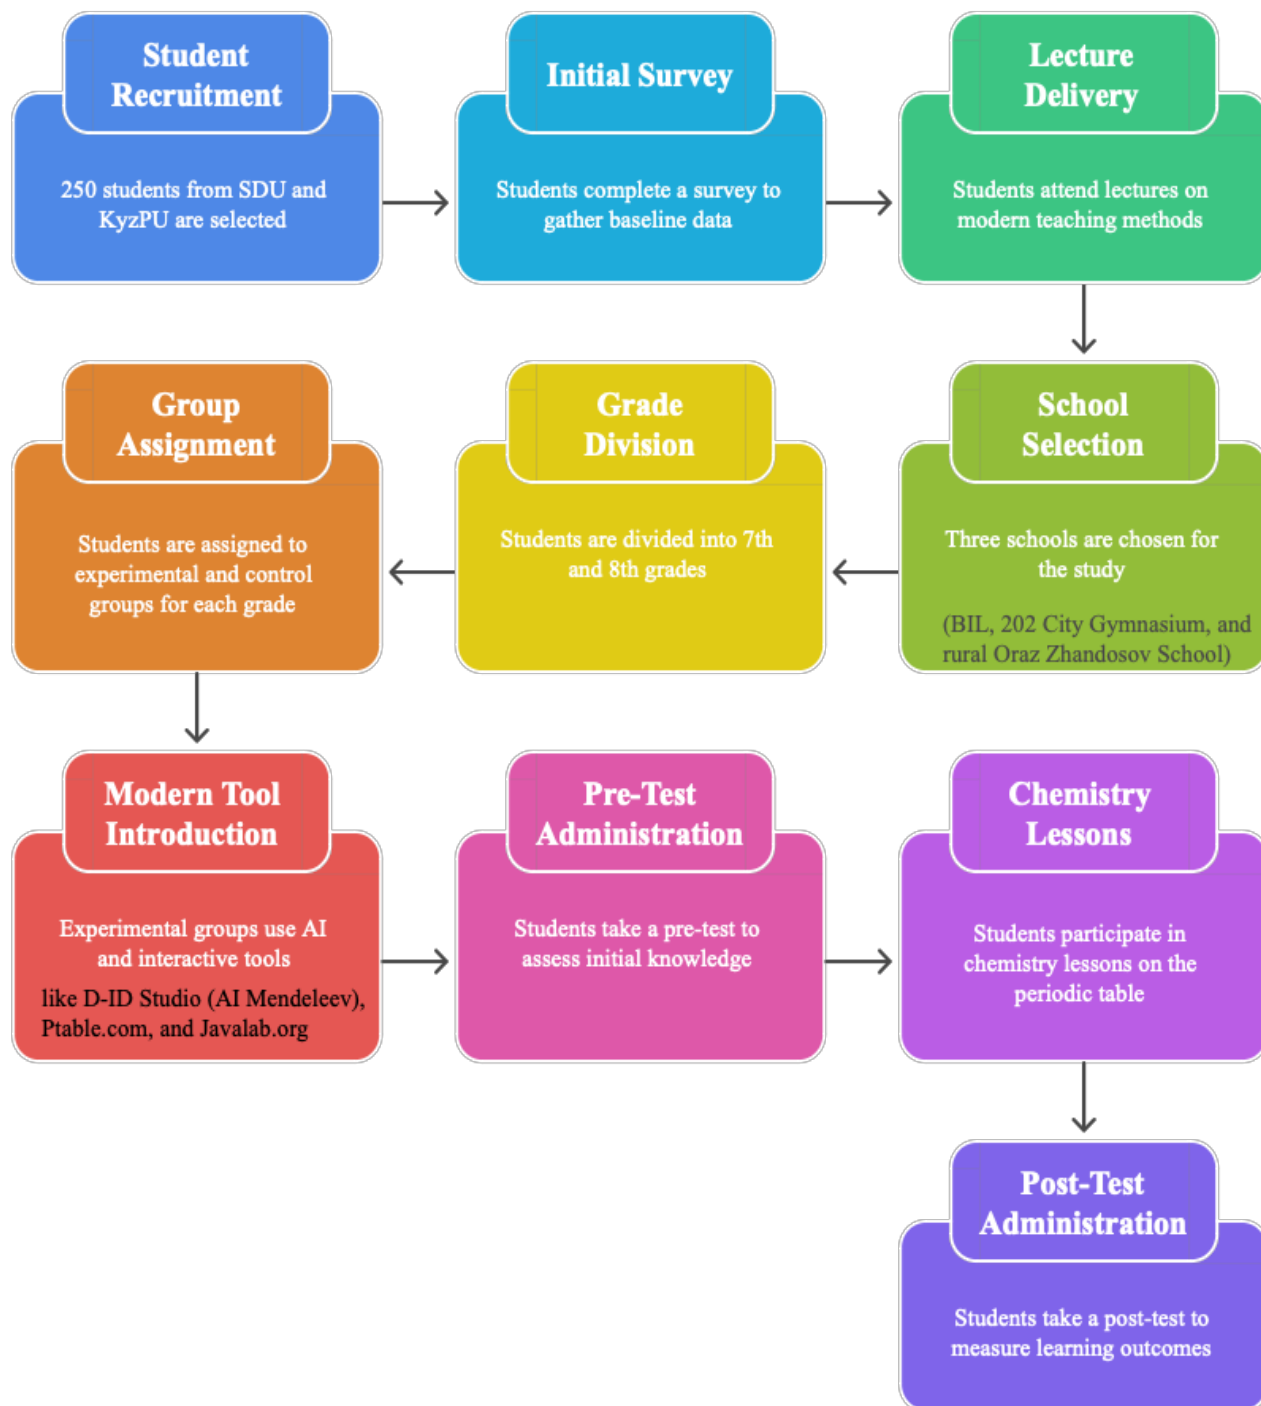 Student
Recruitment
250 students from SDU and
KyzPU are selected
Initial Survey
Students complete a survey to
gather baseline data
Lecture
Delivery
Students attend lectures on
modern teaching methods
School
Selection
Three schools are chosen for
the study
(BIL, 202 City Gymnasium, and
rural Oraz Zhandosov School)
Grade
Division
Students are divided into 7th
and 8th grades
Group
Assignment
Students are assigned to
experimental and control
groups for each grade
Modern Tool
Introduction
Experimental groups use AI
and interactive tools
like D-ID Studio (AI Mendeleev),
Ptable.com, and Javalab.org
Pre-Test
Administration
Students take a pre-test to
assess initial knowledge
Chemistry
Lessons
Students participate in
chemistry lessons on the
periodic table
Post-Test
Administration
Students take a post-test to
measure learning outcomes